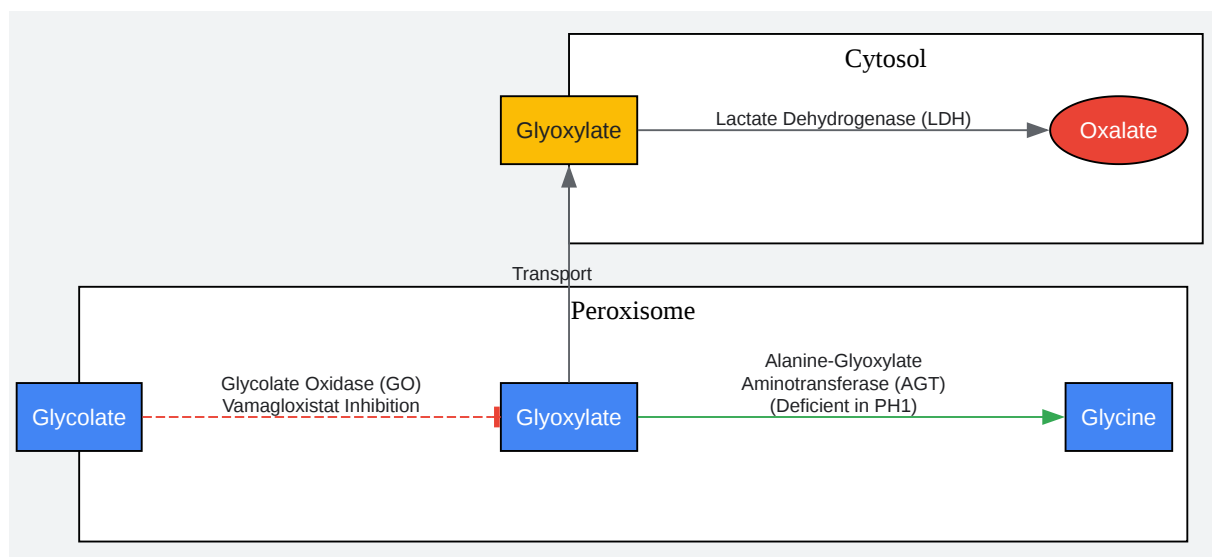 Cytosol
Glyoxylate
Lactate Dehydrogenase (LDH)
Oxalate
Transport
Peroxisome
Glycolate
Glycolate Oxidase (GO)
Vamagloxistat Inhibition
Glyoxylate
Alanine-Glyoxylate
Aminotransferase (AGT)
(Deficient in PH1)
Glycine